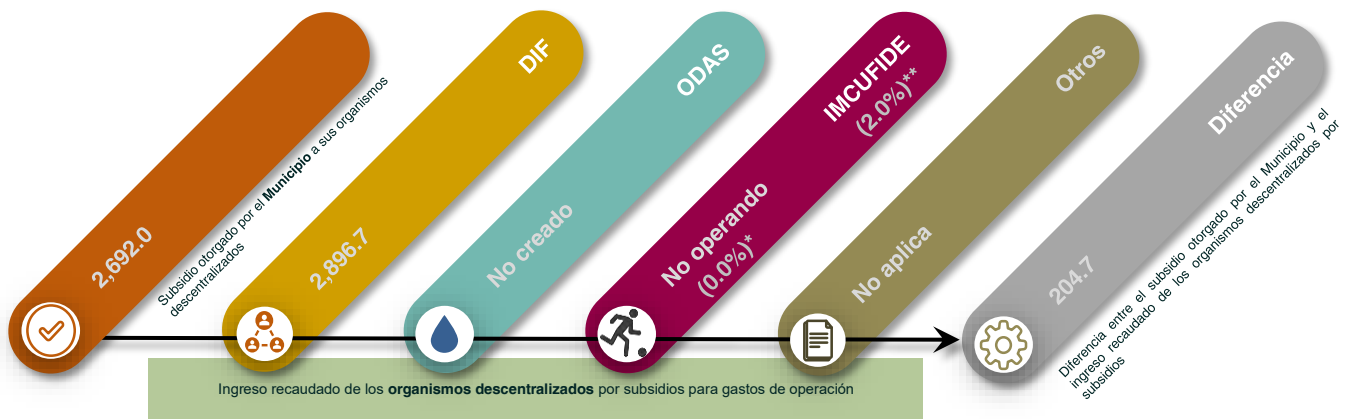 2,692.0
Subsidio otorgado por el Municipio a sus organismos
descentralizados
DIF
2,896.7
ODAS
No creado
IMCUFIDE
(2.0%)**
No operando
(0.0%)*
Otros
No aplica
Diferencia
204.7
Diferencia entre el subsidio otorgado por el Municipio y el
ingreso recaudado de los organismos descentralizados por
subsidios
Ingreso recaudado de los organismos descentralizados por subsidios para gastos de operación